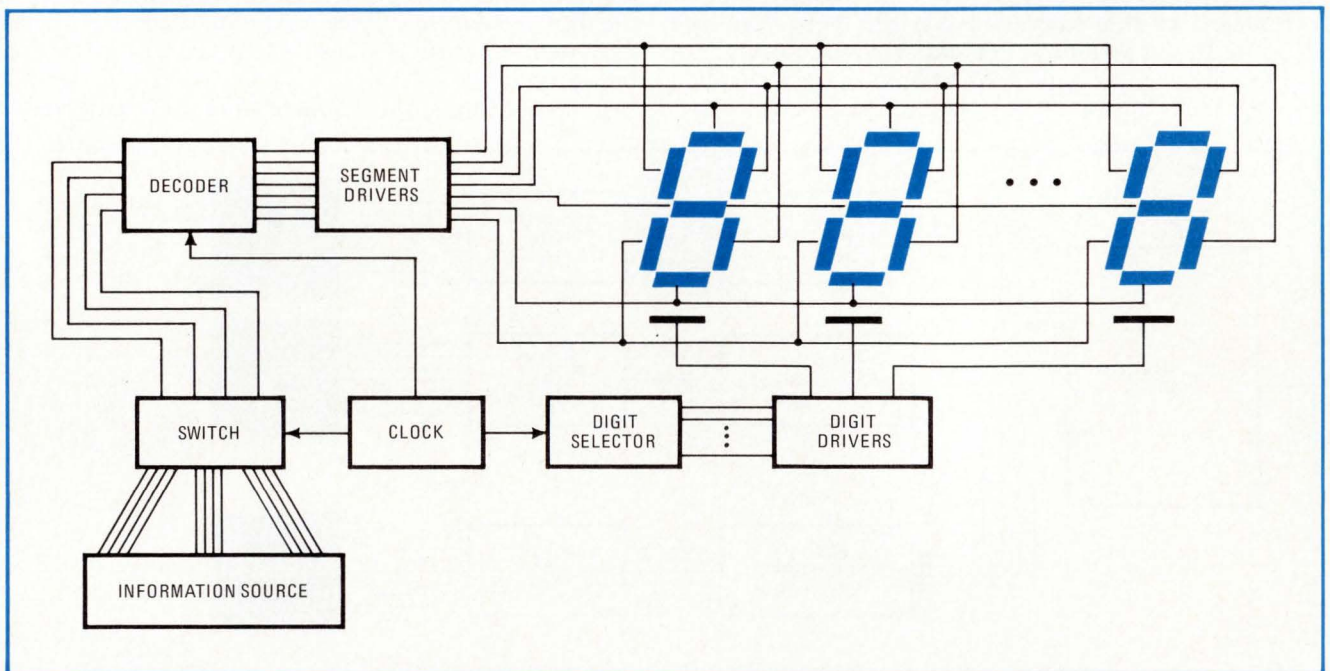 DECODER
SEGMENT
DRIVERS
SWITCH
CLOCK
DIGIT
SELECTOR
DIGIT
DRIVERS
INFORMATION SOURCE